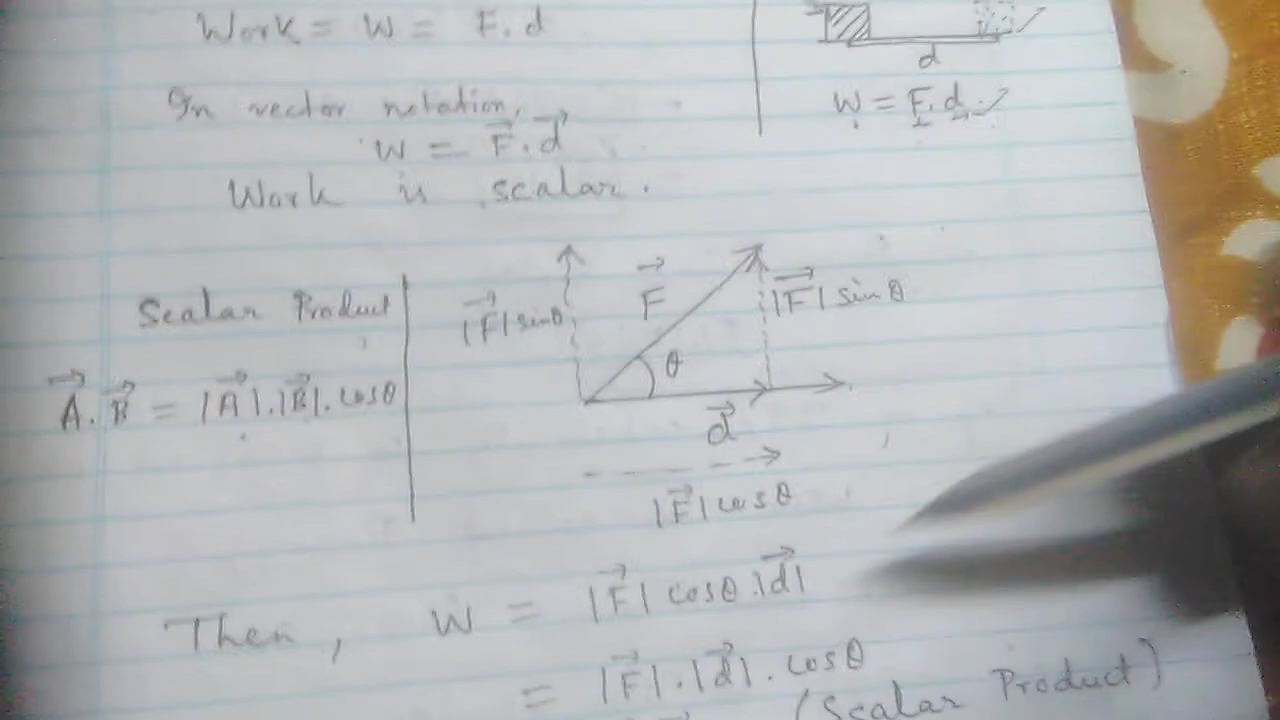 Work = W = F. d
d
W = F. d
In vector notation,
W = F⃗. d⃗
Work is scalar.
Scalar Product
A⃗. B⃗ = |A⃗|.|B⃗|. cosθ
|F⃗| sinθ
F⃗
|F⃗| sinθ
θ
d⃗
|F⃗| cosθ
Then, W = |F⃗| cosθ .|d⃗|
= |F⃗|.|d⃗|. cosθ
(Scalar Product)